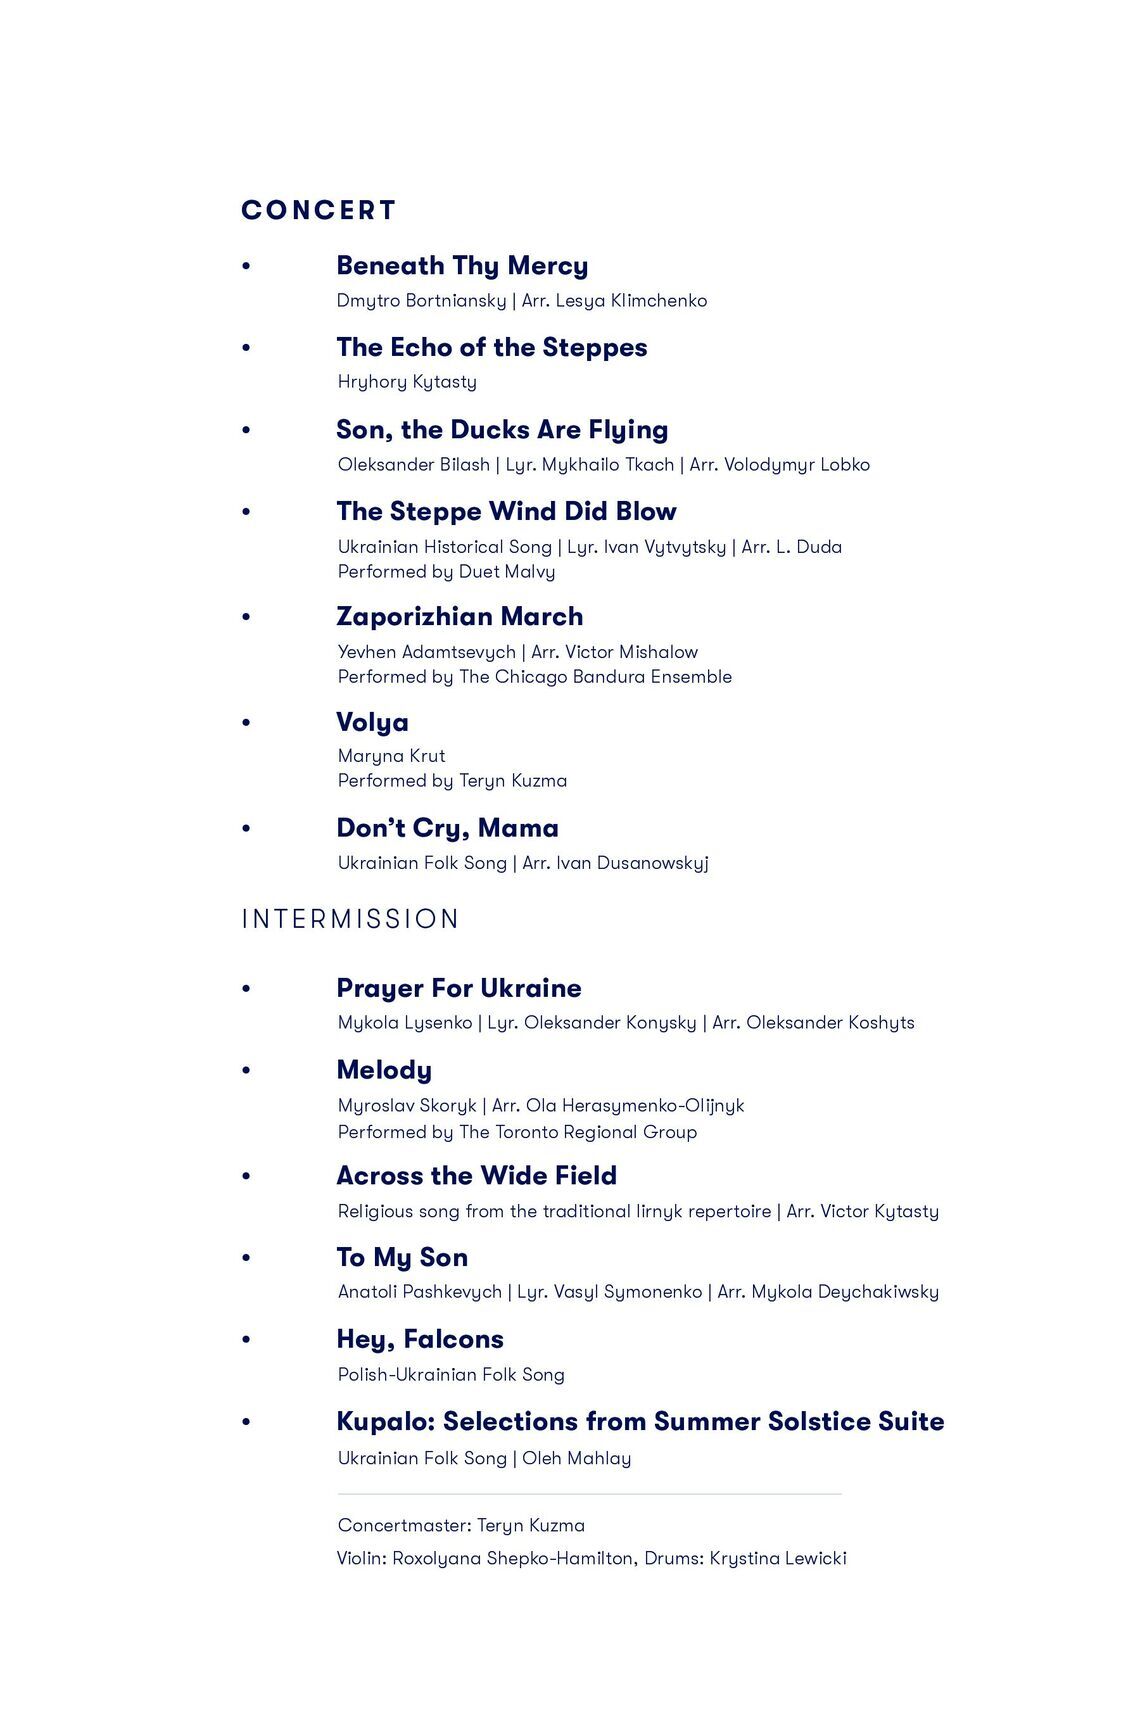 CONCERT
• Beneath Thy Mercy
Dmytro Bortniansky | Arr. Lesya Klimchenko
• The Echo of the Steppes
Hryhory Kytasty
• Son, the Ducks Are Flying
Oleksander Bilash | Lyr. Mykhailo Tkach | Arr. Volodymyr Lobko
• The Steppe Wind Did Blow
Ukrainian Historical Song | Lyr. Ivan Vytvytsky | Arr. L. Duda
Performed by Duet Malvy
• Zaporizhian March
Yevhen Adamtsevych | Arr. Victor Mishalow
Performed by The Chicago Bandura Ensemble
• Volya
Maryna Krut
Performed by Teryn Kuzma
• Don’t Cry, Mama
Ukrainian Folk Song | Arr. Ivan Dusanowskyj
INTERMISSION
• Prayer For Ukraine
Mykola Lysenko | Lyr. Oleksander Konysky | Arr. Oleksander Koshyts
• Melody
Myroslav Skoryk | Arr. Ola Herasymenko-Olijnyk
Performed by The Toronto Regional Group
• Across the Wide Field
Religious song from the traditional lirnyk repertoire | Arr. Victor Kytasty
• To My Son
Anatoli Pashkevych | Lyr. Vasyl Symonenko | Arr. Mykola Deychakiwsky
• Hey, Falcons
Polish-Ukrainian Folk Song
• Kupalo: Selections from Summer Solstice Suite
Ukrainian Folk Song | Oleh Mahlay
Concertmaster: Teryn Kuzma
Violin: Roxolyana Shepko-Hamilton, Drums: Krystina Lewicki